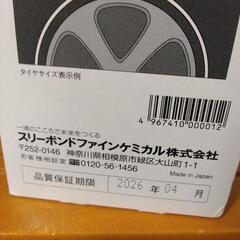 タイヤサイズ表示例
4 967410 000012
一滴のこころで未来をつくる
スリーボンドファインケミカル株式会社
〒252-0146 神奈川県相模原市緑区大山町1-1
お客様相談室 0120-56-1456 Made in Japan
品質保証期限 2026 年 04 月